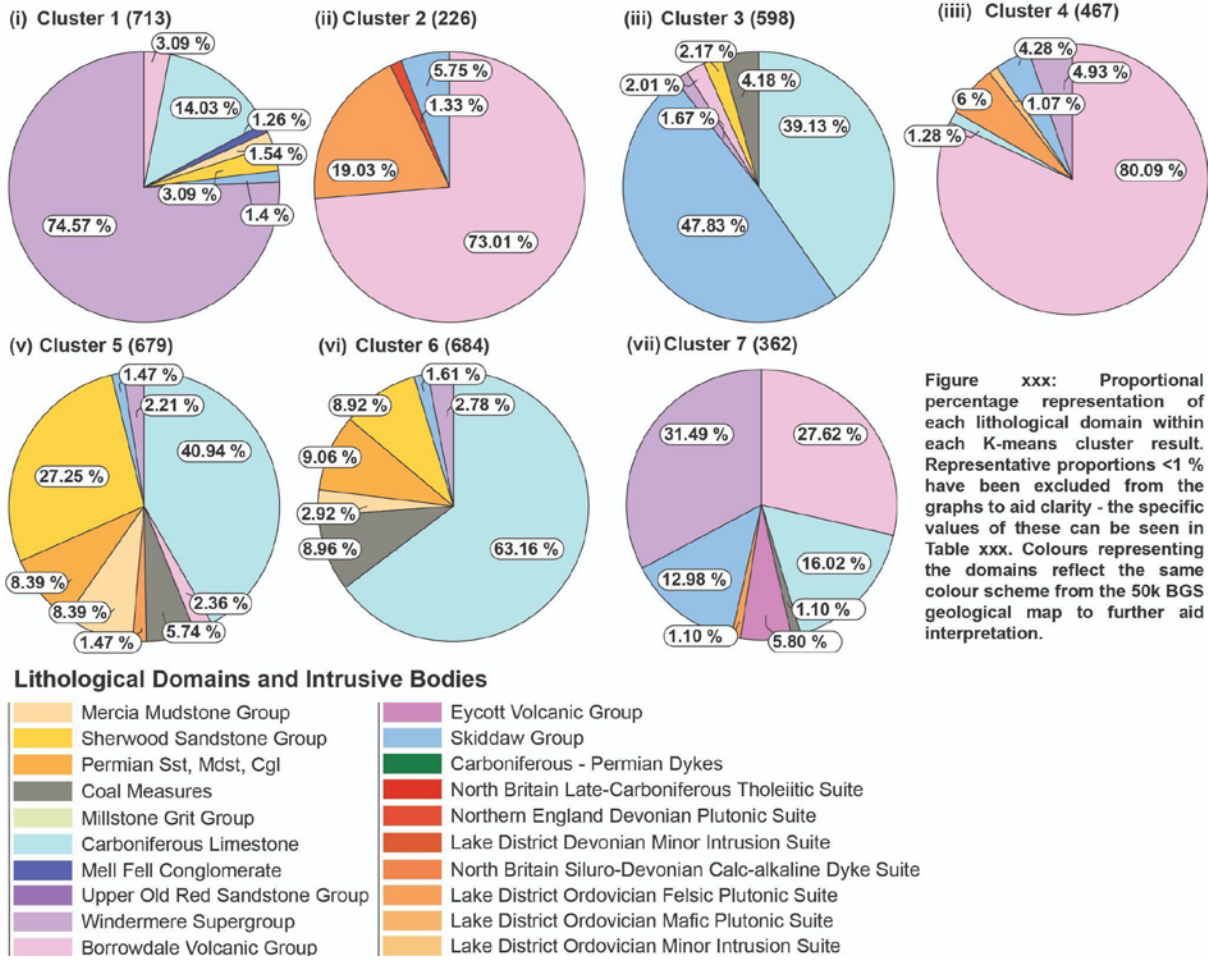 (i) Cluster 1 (713)
3.09 %
14.03 %
1.26 %
1.54 %
3.09 %
1.4 %
74.57 %
(ii) Cluster 2 (226)
5.75 %
1.33 %
19.03 %
73.01 %
(iii) Cluster 3 (598)
2.17 %
2.01 %
4.18 %
1.67 %
39.13 %
47.83 %
(iiii) Cluster 4 (467)
4.28 %
4.93 %
6 %
1.07 %
1.28 %
80.09 %
(v) Cluster 5 (679)
1.47 %
2.21 %
40.94 %
27.25 %
8.39 %
8.39 %
2.36 %
1.47 %
5.74 %
(vi) Cluster 6 (684)
1.61 %
8.92 %
2.78 %
9.06 %
2.92 %
8.96 %
63.16 %
(vii) Cluster 7 (362)
31.49 %
27.62 %
12.98 %
16.02 %
1.10 %
1.10 %
5.80 %
Figure xxx: Proportional
percentage representation of
each lithological domain within
each K-means cluster result.
Representative proportions <1 %
have been excluded from the
graphs to aid clarity - the specific
values of these can be seen in
Table xxx. Colours representing
the domains reflect the same
colour scheme from the 50k BGS
geological map to further aid
interpretation.
Lithological Domains and Intrusive Bodies
Mercia Mudstone Group
Sherwood Sandstone Group
Permian Sst, Mdst, Cgl
Coal Measures
Millstone Grit Group
Carboniferous Limestone
Mell Fell Conglomerate
Upper Old Red Sandstone Group
Windermere Supergroup
Borrowdale Volcanic Group
Eycott Volcanic Group
Skiddaw Group
Carboniferous - Permian Dykes
North Britain Late-Carboniferous Tholeiitic Suite
Northern England Devonian Plutonic Suite
Lake District Devonian Minor Intrusion Suite
North Britain Siluro-Devonian Calc-alkaline Dyke Suite
Lake District Ordovician Felsic Plutonic Suite
Lake District Ordovician Mafic Plutonic Suite
Lake District Ordovician Minor Intrusion Suite